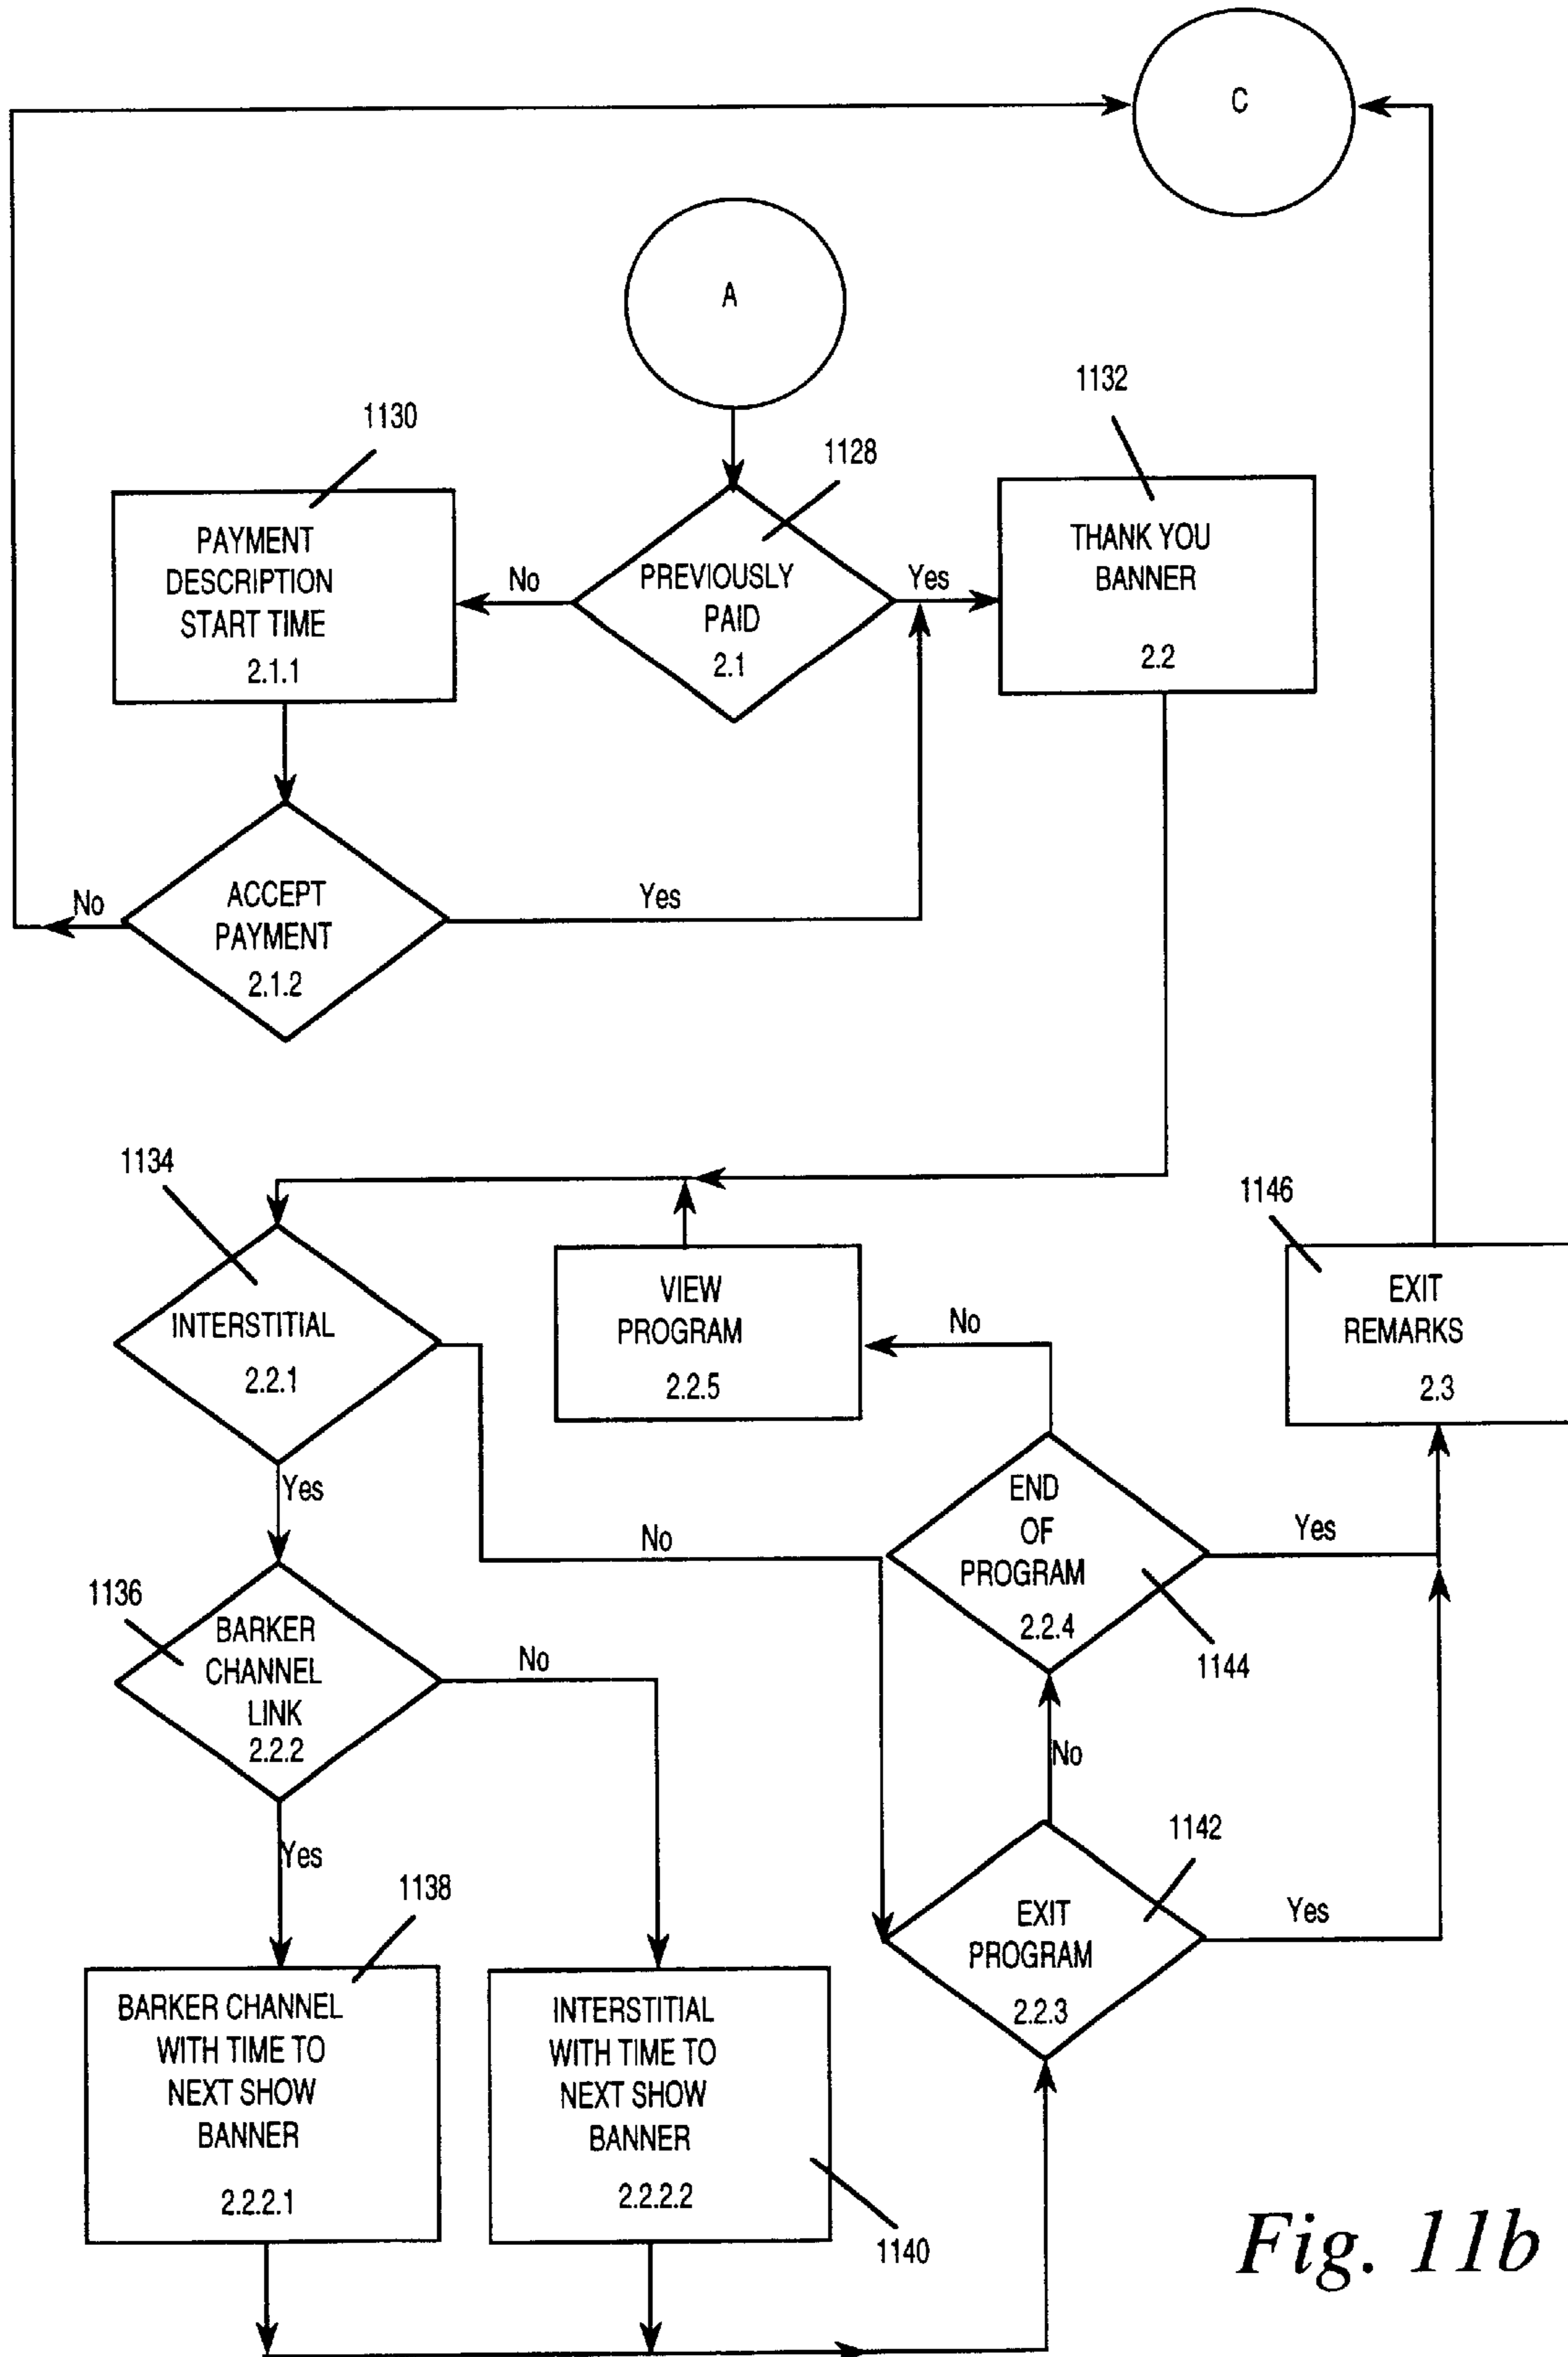 C
A
1130
1128
1132
PAYMENT
DESCRIPTION
START TIME
2.1.1
No
PREVIOUSLY
PAID
2.1
Yes
THANK YOU
BANNER
2.2
No
ACCEPT
PAYMENT
2.1.2
Yes
1134
INTERSTITIAL
2.2.1
VIEW
PROGRAM
2.2.5
No
1146
EXIT
REMARKS
2.3
Yes
No
END
OF
PROGRAM
2.2.4
Yes
1144
1136
BARKER
CHANNEL
LINK
2.2.2
No
Yes
No
1142
EXIT
PROGRAM
2.2.3
Yes
1138
BARKER CHANNEL
WITH TIME TO
NEXT SHOW
BANNER
2.2.2.1
INTERSTITIAL
WITH TIME TO
NEXT SHOW
BANNER
2.2.2.2
1140
Fig. 11b